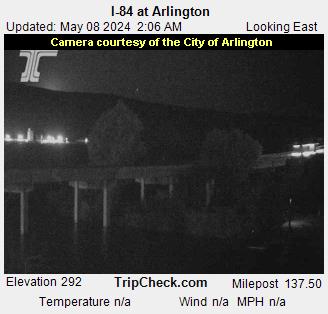 I-84 at Arlington
Updated: May 08 2024 2:06 AM Looking East
Camera courtesy of the City of Arlington
Elevation 292 TripCheck.com Milepost 137.50
Temperature n/a Wind n/a MPH n/a